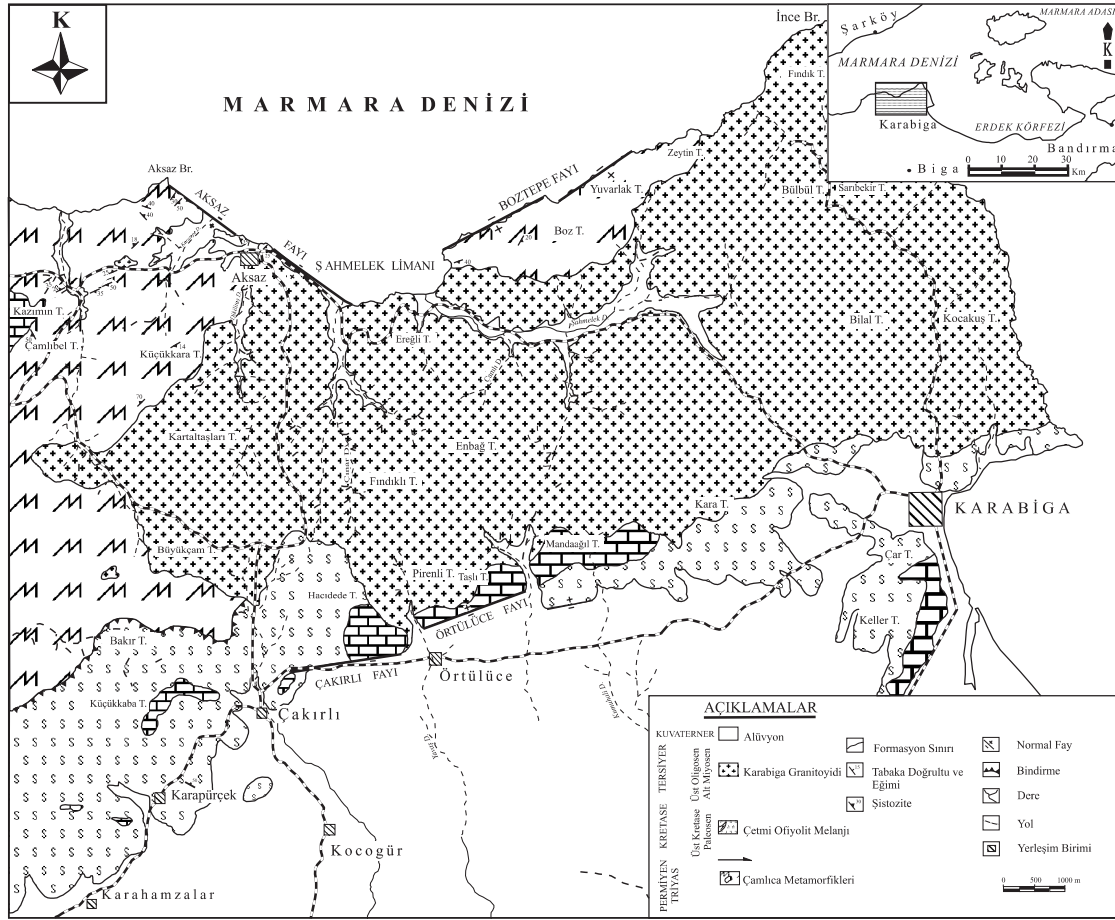 K
MARMARA DENİZİ
İnce Br.
Fındık T.
Şarköy
MARMARA ADASI
K
MARMARA DENİZİ
Karabiga
ERDEK KÖRFEZİ
Bandırma
Biga
0 10 20 30
Km
Zeytin T.
Yuvarlak T.
BOZTEPE FAYI
Boz T.
Bülbül T.
Sarıbekir T.
Aksaz Br.
AKSAZ
FAYI
Aksaz
ŞAHMELEK LİMANI
Kazımın T.
Çamlıbel T.
Küçükkara T.
Ereğli T.
Şahmelek D.
Bilal T.
Kocakuş T.
Kartaltaşları T.
Enbağ T.
Fındıklı T.
Çınar D.
Kara T.
KARABİGA
Büyükçam T.
Mandaağıl T.
Pirenli T.
Taşlı T.
Çar T.
Hacıdede T.
ÖRTÜLÜCE FAYI
Keller T.
Bakır T.
ÇAKIRLI FAYI
Örtülüce
Küçükkaba T.
Çakırlı
Karapürçek
Kocogür
Karahamzalar
AÇIKLAMALAR
KUVATERNER
Alüvyon
TERSİYER
Üst Oligosen
Alt Miyosen
Karabiga Granitoyidi
KRETASE
Üst Kretase
Paleosen
Çetmi Ofiyolit Melanjı
PERMİYEN
TRİYAS
Çamlıca Metamorfikleri
Formasyon Sınırı
Tabaka Doğrultu ve
Eğimi
Şistozite
Normal Fay
Bindirme
Dere
Yol
Yerleşim Birimi
0 500 1000 m